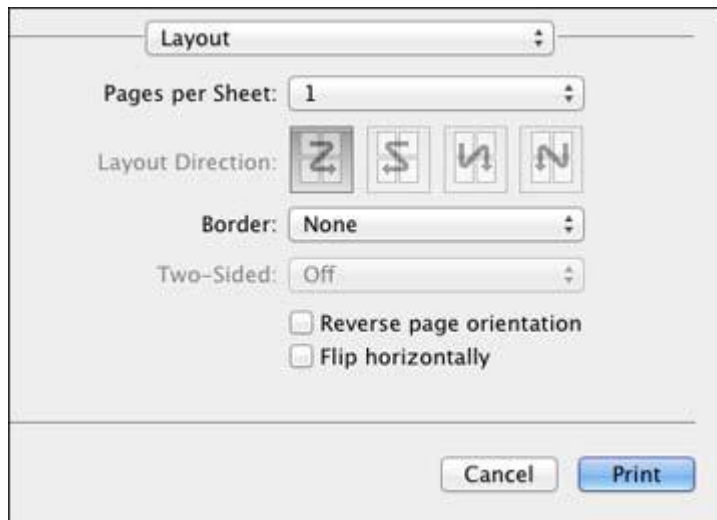 Layout
Pages per Sheet: 1
Layout Direction:
Border: None
Two-Sided: Off
Reverse page orientation
Flip horizontally
Cancel Print